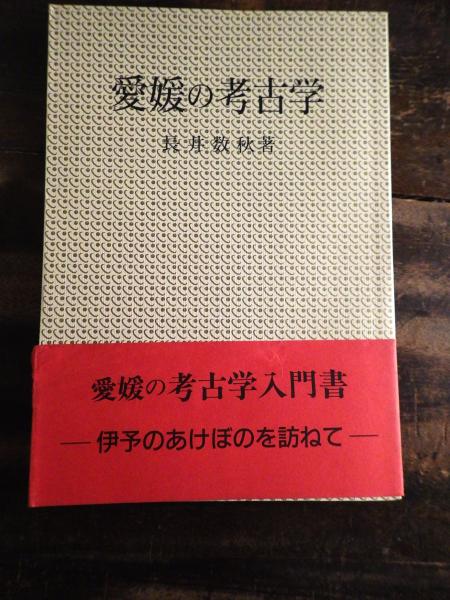 愛媛の考古学
長井数秋著
愛媛の考古学入門書
―伊予のあけぼのを訪ねて―